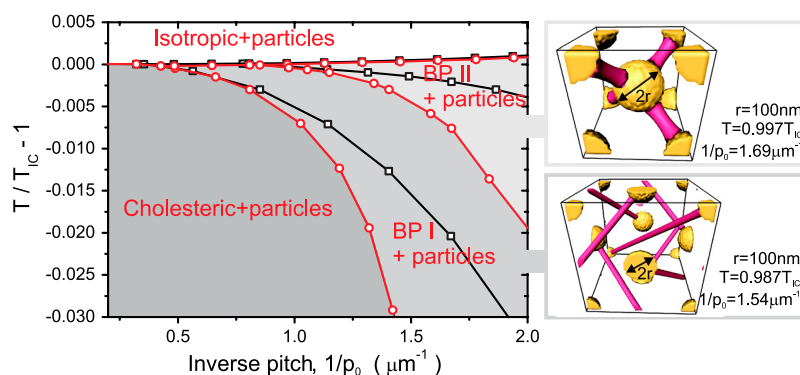 0.005
0.000
-0.005
-0.010
-0.015
-0.020
-0.025
-0.030
T / T_IC - 1
Isotropic+particles
BP II
+ particles
Cholesteric+particles
BP I
+ particles
0.5
1.0
1.5
2.0
Inverse pitch, 1/p₀ ( μm⁻¹)
2r
r=100nm
T=0.997T_IC
1/p₀=1.69μm⁻¹
2r
r=100nm
T=0.987T_IC
1/p₀=1.54μm⁻¹